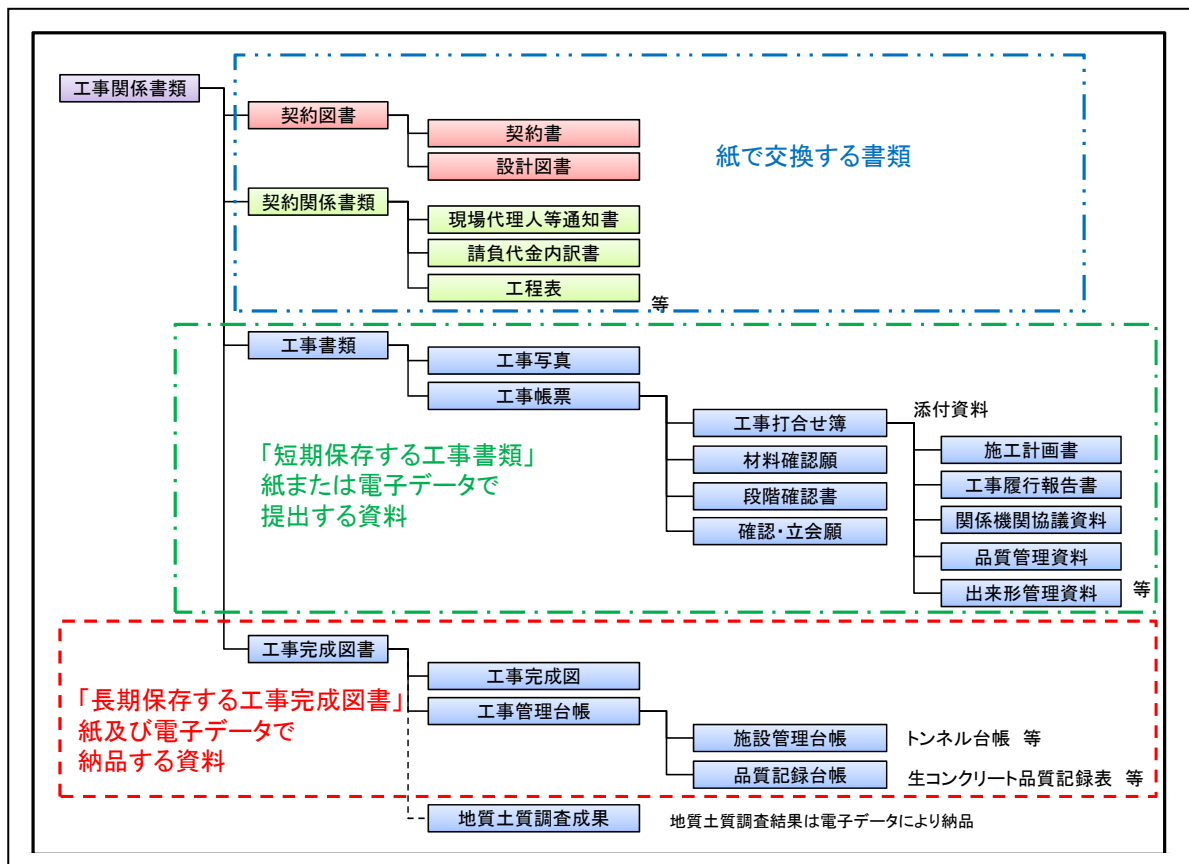 工事関係書類
契約図書
契約書
設計図書
紙で交換する書類
契約関係書類
現場代理人等通知書
請負代金内訳書
工程表
等
工事書類
工事写真
工事帳票
「短期保存する工事書類」
紙または電子データで
提出する資料
工事打合せ簿
材料確認願
段階確認書
確認・立会願
添付資料
施工計画書
工事履行報告書
関係機関協議資料
品質管理資料
出来形管理資料
等
工事完成図書
「長期保存する工事完成図書」
紙及び電子データで
納品する資料
工事完成図
工事管理台帳
施設管理台帳
トンネル台帳 等
品質記録台帳
生コンクリート品質記録表 等
地質土質調査成果
地質土質調査結果は電子データにより納品